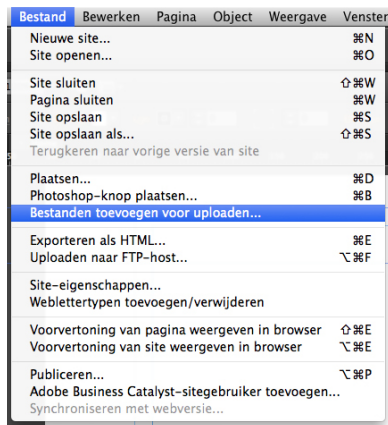 Bestand Bewerken Pagina Object Weergave Venster
Nieuwe site... ⌘N
Site openen... ⌘O
Site sluiten ⇧⌘W
Pagina sluiten ⌘W
Site opslaan ⌘S
Site opslaan als... ⇧⌘S
Terugkeren naar vorige versie van site
Plaatsen... ⌘D
Photoshop-knop plaatsen... ⌘B
Bestanden toevoegen voor uploaden...
Exporteren als HTML... ⌘E
Uploaden naar FTP-host... ⌥⌘F
Site-eigenschappen...
Weblettertypen toevoegen/verwijderen
Voorvertoning van pagina weergeven in browser ⇧⌘E
Voorvertoning van site weergeven in browser ⌥⌘E
Publiceren... ⌥⌘P
Adobe Business Catalyst-sitegebruiker toevoegen...
Synchroniseren met webversie...